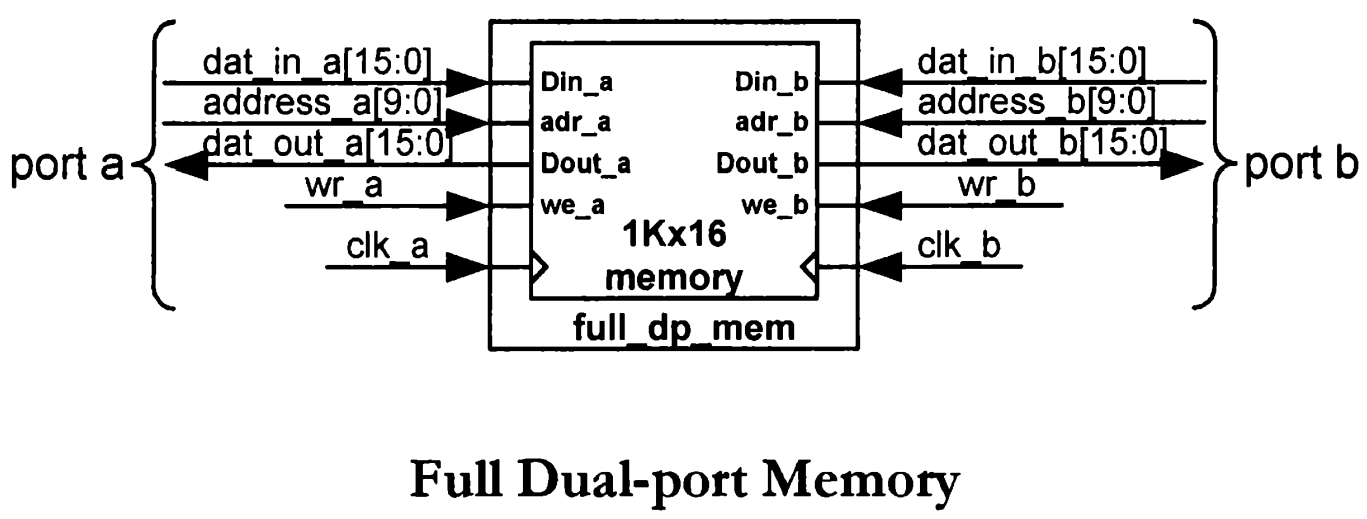 dat_in_a[15:0]
address_a[9:0]
dat_out_a[15:0]
port a
wr_a
clk_a
Din_a
adr_a
Dout_a
we_a
Din_b
adr_b
Dout_b
we_b
1Kx16
memory
full_dp_mem
dat_in_b[15:0]
address_b[9:0]
dat_out_b[15:0]
port b
wr_b
clk_b
Full Dual-port Memory